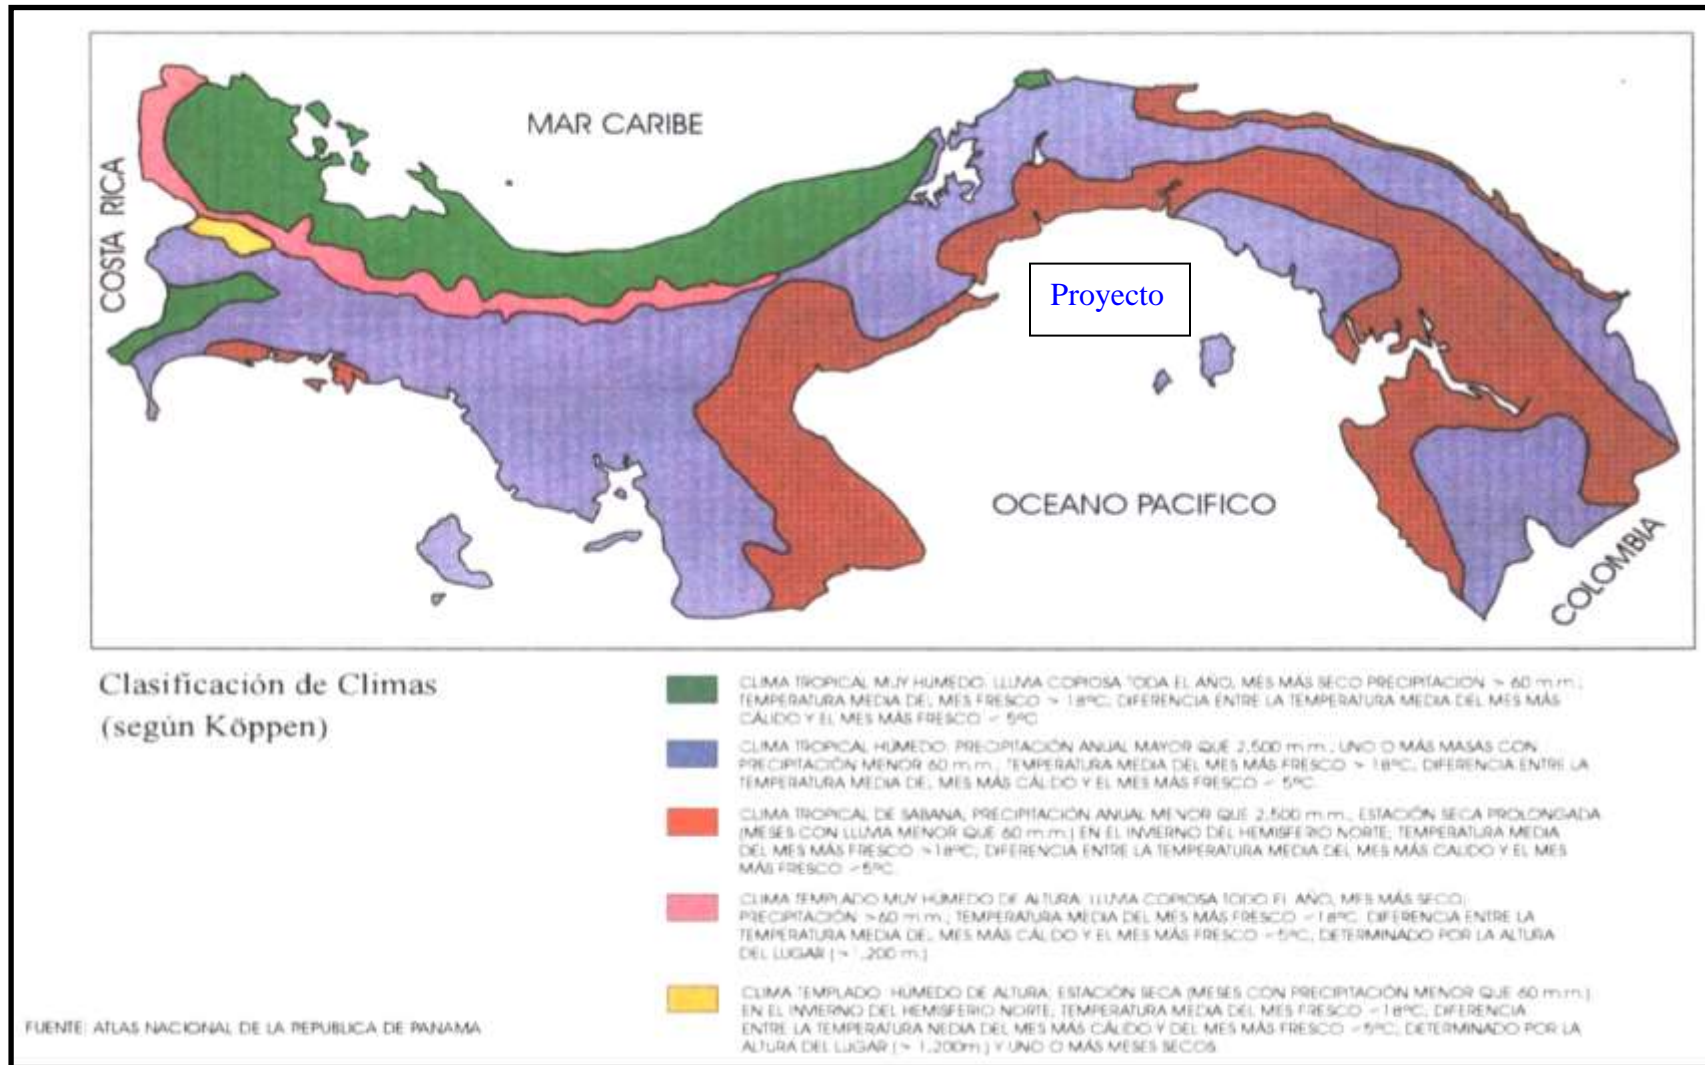 MAR CARIBE
COSTA RICA
Proyecto
OCEANO PACIFICO
COLOMBIA
Clasificación de Climas
(según Köppen)
CLIMA TROPICAL MUY HÚMEDO: LLUVIA COPIOSA TODA EL AÑO, MES MÁS SECO PRECIPITACIÓN > 60 m.m.;
TEMPERATURA MEDIA DEL MES FRESCO > 18ºC, DIFERENCIA ENTRE LA TEMPERATURA MEDIA DEL MES MÁS
CÁLIDO Y EL MES MÁS FRESCO < 5ºC
CLIMA TROPICAL HÚMEDO: PRECIPITACIÓN ANUAL MAYOR QUE 2,500 m.m., UNO O MÁS MASAS CON
PRECIPITACIÓN MENOR 60 m.m.; TEMPERATURA MEDIA DEL MES MÁS FRESCO > 18ºC, DIFERENCIA ENTRE LA
TEMPERATURA MEDIA DEL MES MÁS CÁLDO Y EL MES MÁS FRESCO < 5ºC.
CLIMA TROPICAL DE SABANA, PRECIPITACIÓN ANUAL MENOR QUE 2,500 m.m., ESTACIÓN SECA PROLONGADA
(MESES CON LLUVIA MENOR QUE 60 m.m.) EN EL INVIERNO DEL HEMISFERIO NORTE; TEMPERATURA MEDIA
DEL MES MÁS FRESCO >18ºC; DIFERENCIA ENTRE LA TEMPERATURA MEDIA DEL MES MÁS CALIDO Y EL MES
MÁS FRESCO <5ºC.
CLIMA TEMPLADO MUY HÚMEDO DE ALTURA: LLUVIA COPIOSA TODO EL AÑO, MES MÁS SECO;
PRECIPITACIÓN >60 m.m.; TEMPERATURA MEDIA DEL MES MÁS FRESCO <18ºC. DIFERENCIA ENTRE LA
TEMPERATURA MEDIA DEL MES MÁS CÁLDO Y EL MES MÁS FRESCO <5ºC, DETERMINADO POR LA ALTURA
DEL LUGAR (> 1,200 m.)
CLIMA TEMPLADO HÚMEDO DE ALTURA; ESTACIÓN SECA (MESES CON PRECIPITACIÓN MENOR QUE 60 m.m.)
EN EL INVIERNO DEL HEMISFERIO NORTE, TEMPERATURA MEDIA DEL MES FRESCO <18ºC, DIFERENCIA
ENTRE LA TEMPERATURA NEDIA DEL MES MÁS CÁLIDO Y DEL MES MÁS FRESCO <5ºC, DETERMINADO POR LA
ALTURA DEL LUGAR (> 1,200m.) Y UNO O MÁS MESES SECOS
FUENTE: ATLAS NACIONAL DE LA REPUBLICA DE PANAMA